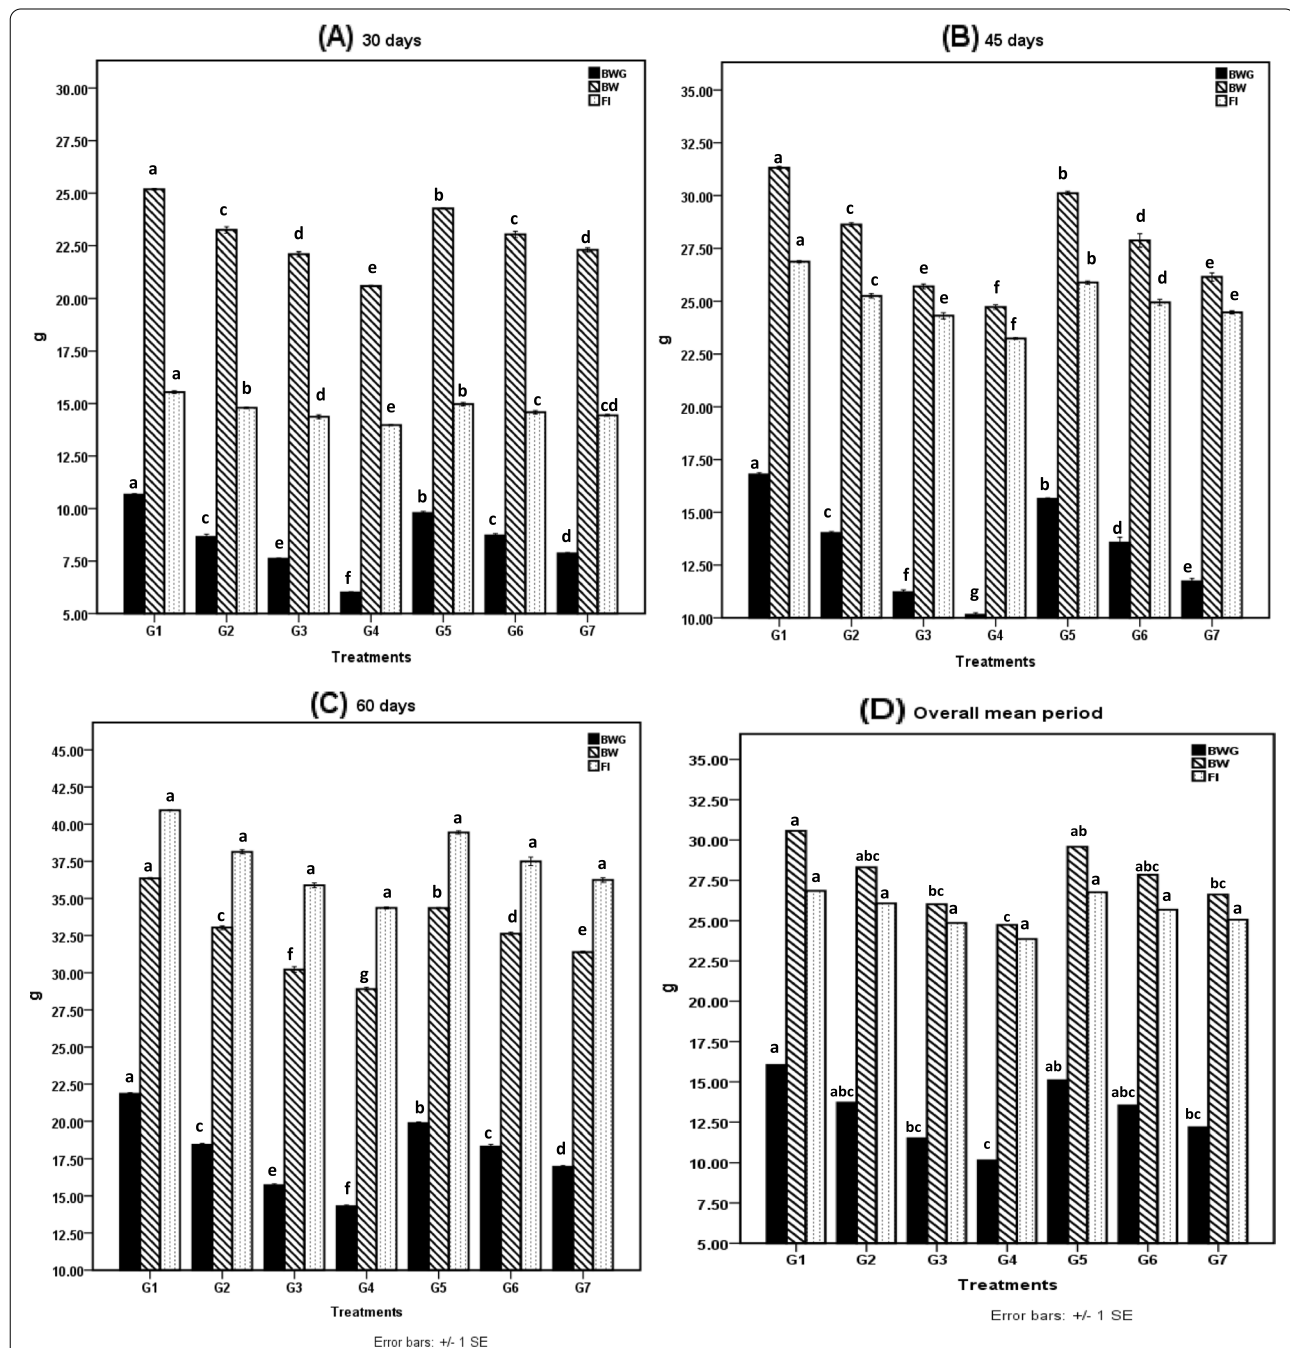 (A) 30 days
BWG
BW
FI
30.00
27.50
25.00
22.50
20.00
17.50
15.00
12.50
10.00
7.50
5.00
g
a c d e b c d
a b d e b c cd
a c e f b c d
G1 G2 G3 G4 G5 G6 G7
Treatments
(B) 45 days
BWG
BW
FI
35.00
32.50
30.00
27.50
25.00
22.50
20.00
17.50
15.00
12.50
10.00
g
a c e f b d e
a c e f b d e
a c f g b d e
G1 G2 G3 G4 G5 G6 G7
Treatments
(C) 60 days
BWG
BW
FI
45.00
42.50
40.00
37.50
35.00
32.50
30.00
27.50
25.00
22.50
20.00
17.50
15.00
12.50
10.00
g
a a a a a a a
a c f g b d e
a c e f b c d
G1 G2 G3 G4 G5 G6 G7
Treatments
Error bars: +/- 1 SE
(D) Overall mean period
BWG
BW
FI
35.00
32.50
30.00
27.50
25.00
22.50
20.00
17.50
15.00
12.50
10.00
7.50
5.00
g
a abc bc c ab abc bc
a a a a a a a
a abc bc c ab abc bc
G1 G2 G3 G4 G5 G6 G7
Treatments
Error bars: +/- 1 SE